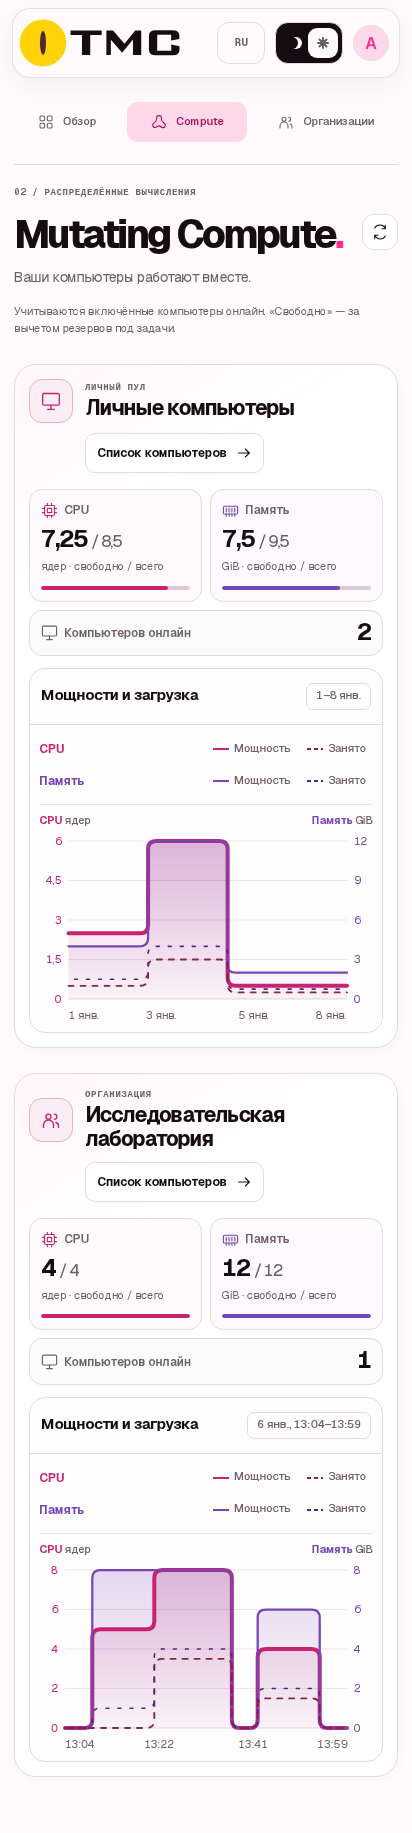 TMC
RU
A
Обзор
Compute
Организации
02 / РАСПРЕДЕЛЁННЫЕ ВЫЧИСЛЕНИЯ
Mutating Compute.
Ваши компьютеры работают вместе.
Учитываются включённые компьютеры онлайн. «Свободно» — за
вычетом резервов под задачи.
ЛИЧНЫЙ ПУЛ
Личные компьютеры
Список компьютеров →
CPU
7,25 / 8,5
ядер · свободно / всего
Память
7,5 / 9,5
GiB · свободно / всего
Компьютеров онлайн
2
Мощности и загрузка
1–8 янв.
CPU
Мощность
Занято
Память
Мощность
Занято
CPU ядер
Память GiB
6
12
4,5
9
3
6
1,5
3
0
0
1 янв.
3 янв.
5 янв.
8 янв.
ОРГАНИЗАЦИЯ
Исследовательская
лаборатория
Список компьютеров →
CPU
4 / 4
ядер · свободно / всего
Память
12 / 12
GiB · свободно / всего
Компьютеров онлайн
1
Мощности и загрузка
6 янв., 13:04–13:59
CPU
Мощность
Занято
Память
Мощность
Занято
CPU ядер
Память GiB
8
8
6
6
4
4
2
2
0
0
13:04
13:22
13:41
13:59